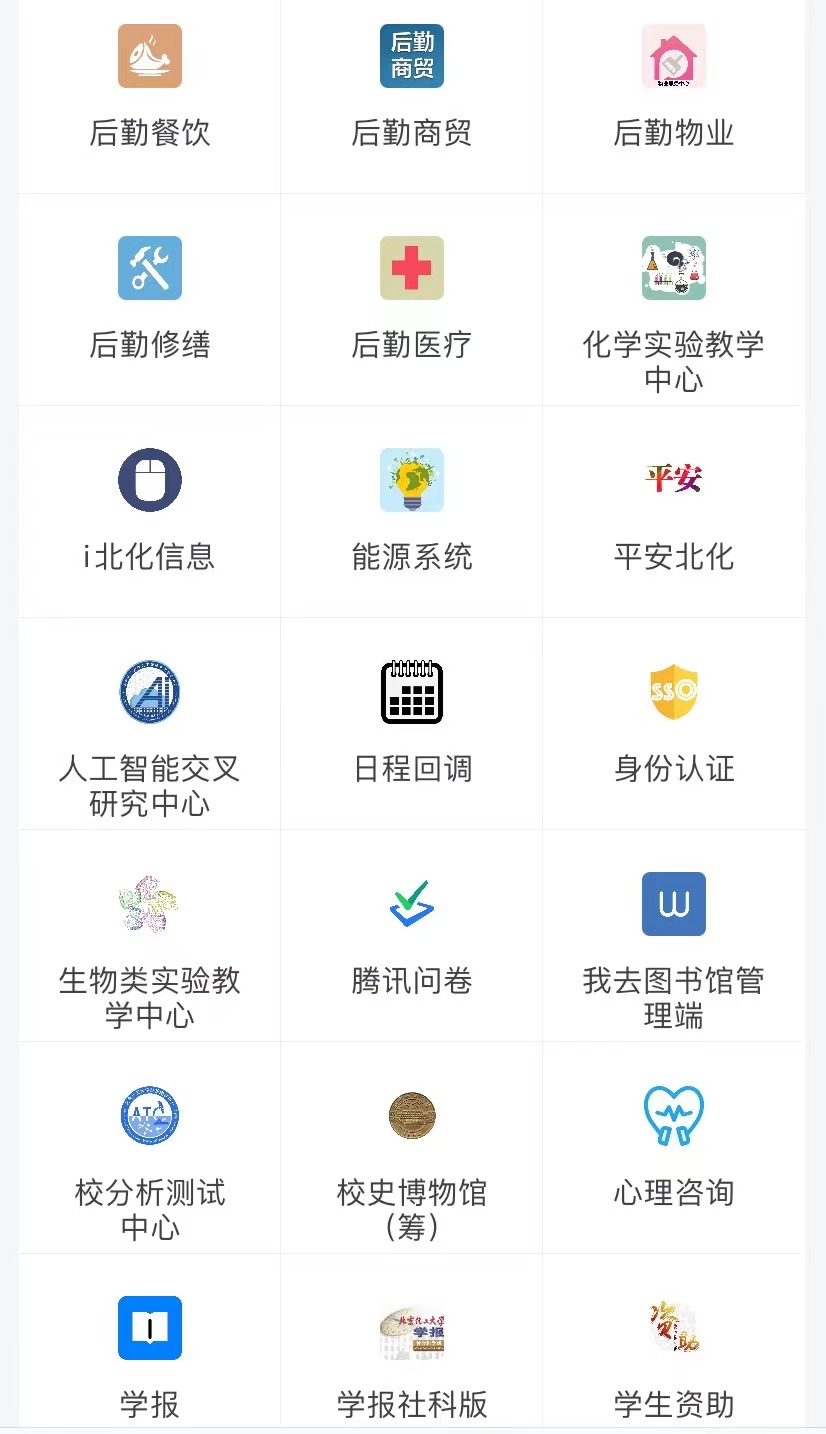 后勤
商贸
后勤餐饮
后勤商贸
后勤物业
后勤修缮
后勤医疗
化学实验教学
中心
平安
i北化信息
能源系统
平安北化
AI
SSO
人工智能交叉
研究中心
日程回调
身份认证
W
生物类实验教
学中心
腾讯问卷
我去图书馆管
理端
ATC
校分析测试
中心
校史博物馆
（筹）
心理咨询
北京化工大学
学报
资助
学报
学报社科版
学生资助